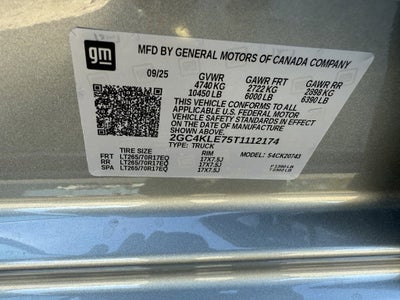 gm
MFD BY GENERAL MOTORS OF CANADA COMPANY
09/25 GVWR GAWR FRT GAWR RR
4740 KG 2722 KG 2898 KG
10450 LB 6000 LB 6390 LB
THIS VEHICLE CONFORMS TO ALL
APPLICABLE U.S. FEDERAL MOTOR
VEHICLE SAFETY STANDARDS IN EFFECT
ON THE DATE OF MANUFACTURE SHOWN ABOVE.
2GC4KLE75T1112174
TYPE: TRUCK MODEL: S4CK20743
RIM
FRT LT265/70R17EQ 17X7.5J
RR LT265/70R17EQ 17X7.5J
SPA LT265/70R17EQ 17X7.5J